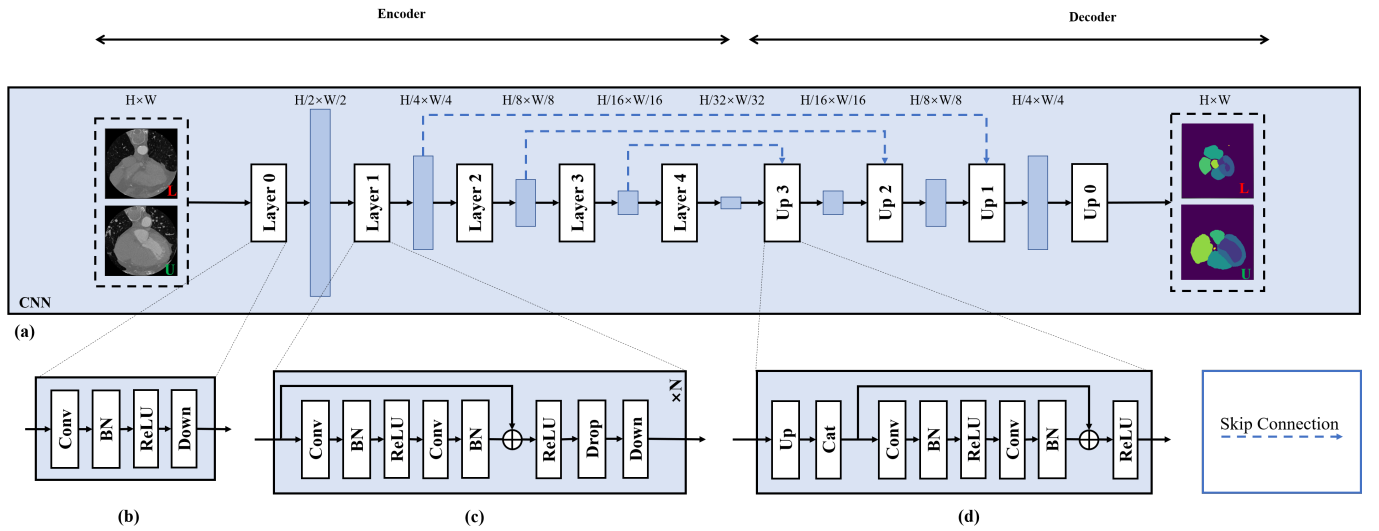 Encoder
Decoder
H×W
H/2×W/2
H/4×W/4
H/8×W/8
H/16×W/16
H/32×W/32
H/16×W/16
H/8×W/8
H/4×W/4
H×W
L
U
Layer 0
Layer 1
Layer 2
Layer 3
Layer 4
Up 3
Up 2
Up 1
Up 0
L
U
CNN
(a)
Conv
BN
ReLU
Down
(b)
Conv
BN
ReLU
Conv
BN
ReLU
Drop
Down
×N
(c)
Up
Cat
Conv
BN
ReLU
Conv
BN
ReLU
(d)
Skip Connection